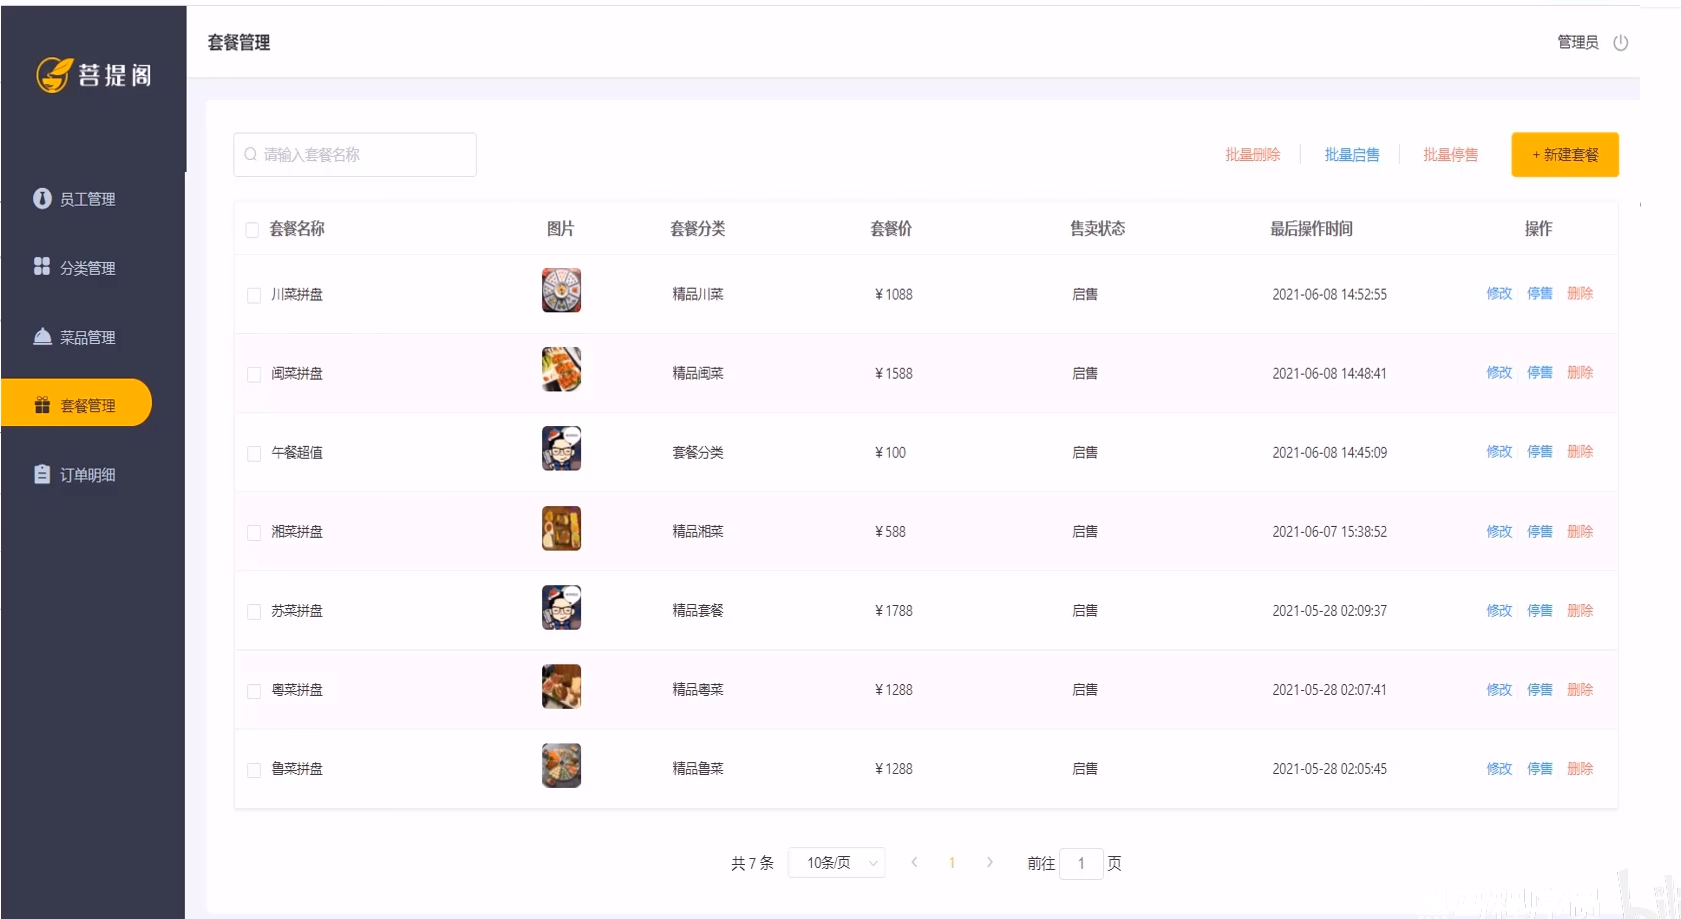 菩提阁
套餐管理
管理员
员工管理
分类管理
菜品管理
套餐管理
订单明细
请输入套餐名称
批量删除 批量启售 批量停售 + 新建套餐
套餐名称 图片 套餐分类 套餐价 售卖状态 最后操作时间 操作
川菜拼盘 精品川菜 ¥ 1088 启售 2021-06-08 14:52:55 修改 停售 删除
闽菜拼盘 精品闽菜 ¥ 1588 启售 2021-06-08 14:48:41 修改 停售 删除
午餐超值 套餐分类 ¥ 100 启售 2021-06-08 14:45:09 修改 停售 删除
湘菜拼盘 精品湘菜 ¥ 588 启售 2021-06-07 15:38:52 修改 停售 删除
苏菜拼盘 精品套餐 ¥ 1788 启售 2021-05-28 02:09:37 修改 停售 删除
粤菜拼盘 精品粤菜 ¥ 1288 启售 2021-05-28 02:07:41 修改 停售 删除
鲁菜拼盘 精品鲁菜 ¥ 1288 启售 2021-05-28 02:05:45 修改 停售 删除
共 7 条 10条/页 1 前往 1 页